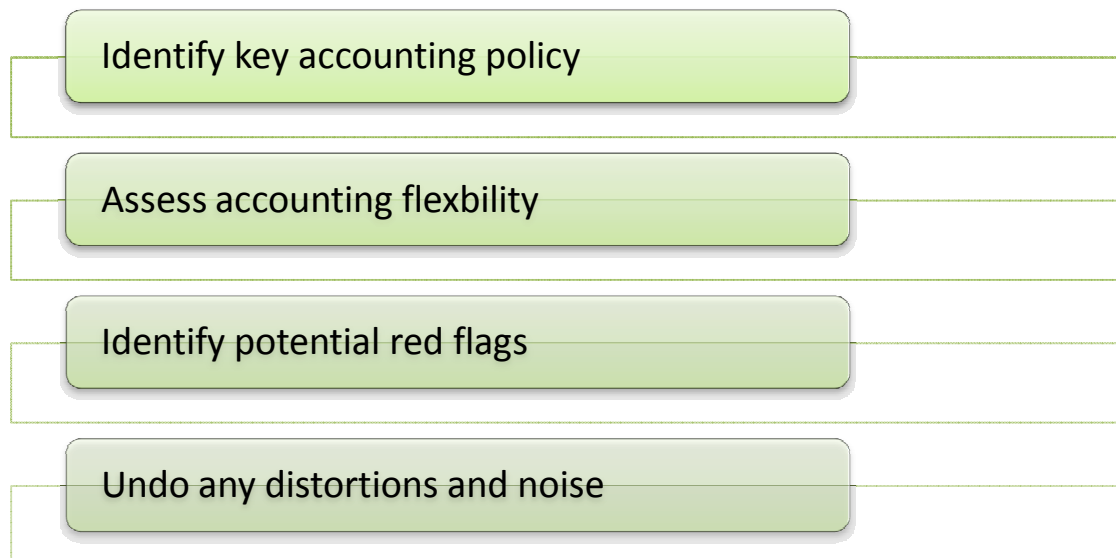 Identify key accounting policy
Assess accounting flexbility
Identify potential red flags
Undo any distortions and noise